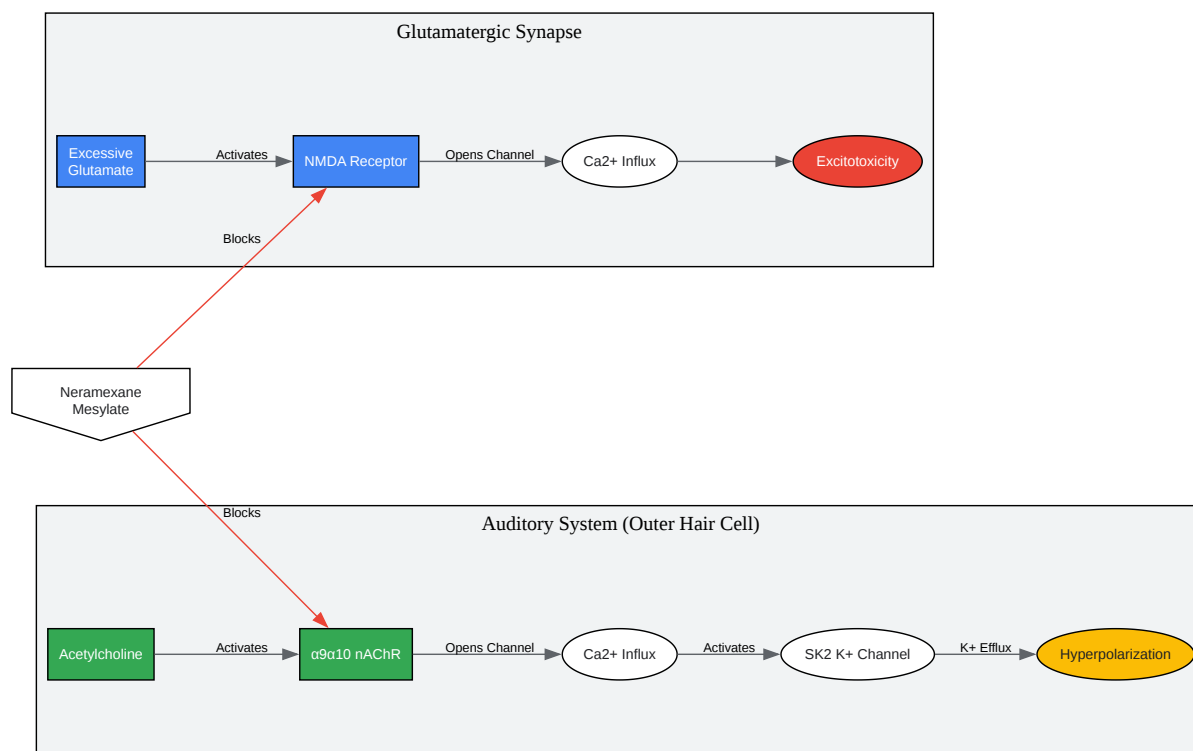 Glutamatergic Synapse
Excessive
Glutamate
Activates
NMDA Receptor
Opens Channel
Ca2+ Influx
Excitotoxicity
Blocks
Neramexane
Mesylate
Blocks
Auditory System (Outer Hair Cell)
Acetylcholine
Activates
α9α10 nAChR
Opens Channel
Ca2+ Influx
Activates
SK2 K+ Channel
K+ Efflux
Hyperpolarization